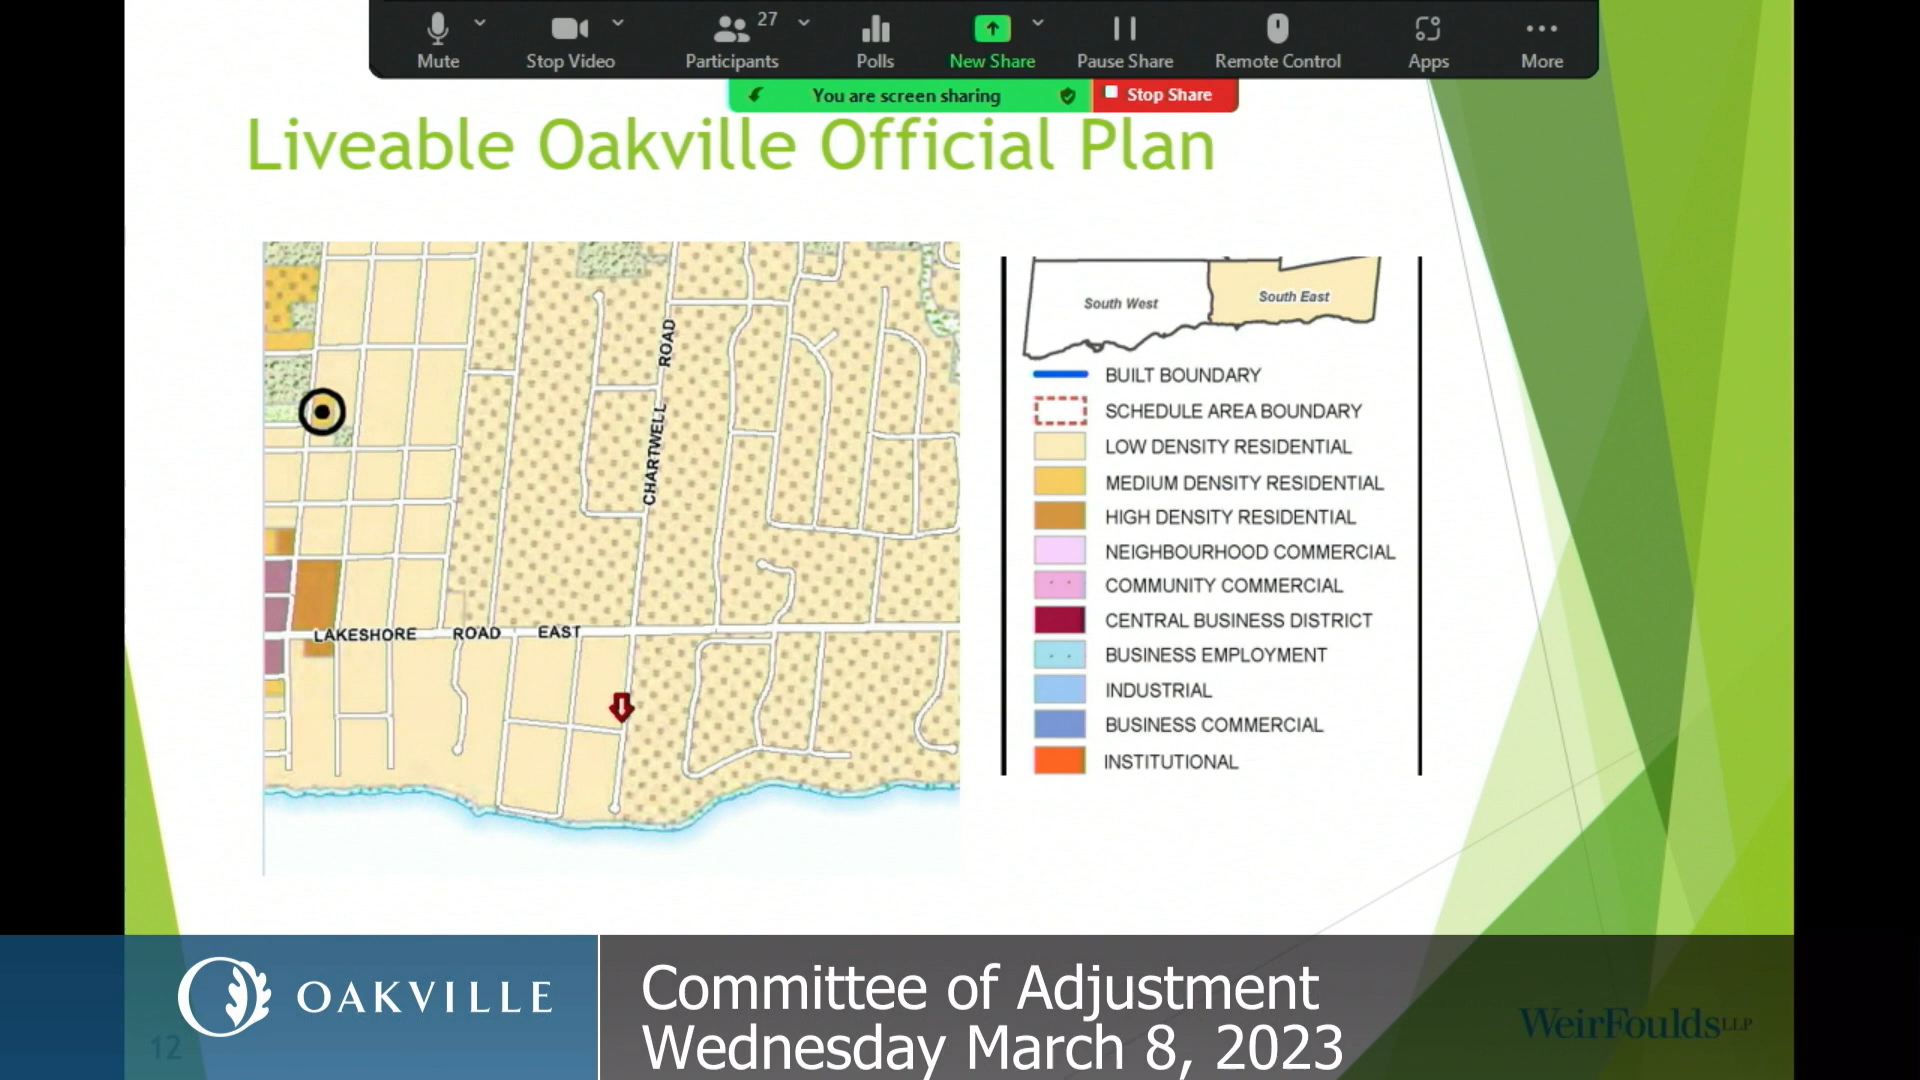 Mute
Stop Video
27
Participants
Polls
New Share
Pause Share
Remote Control
Apps
More
You are screen sharing
Stop Share
Liveable Oakville Official Plan
CHARTWELL ROAD
LAKESHORE ROAD EAST
South West
South East
BUILT BOUNDARY
SCHEDULE AREA BOUNDARY
LOW DENSITY RESIDENTIAL
MEDIUM DENSITY RESIDENTIAL
HIGH DENSITY RESIDENTIAL
NEIGHBOURHOOD COMMERCIAL
COMMUNITY COMMERCIAL
CENTRAL BUSINESS DISTRICT
BUSINESS EMPLOYMENT
INDUSTRIAL
BUSINESS COMMERCIAL
INSTITUTIONAL
12
OAKVILLE
Committee of Adjustment
Wednesday March 8, 2023
WeirFoulds LLP